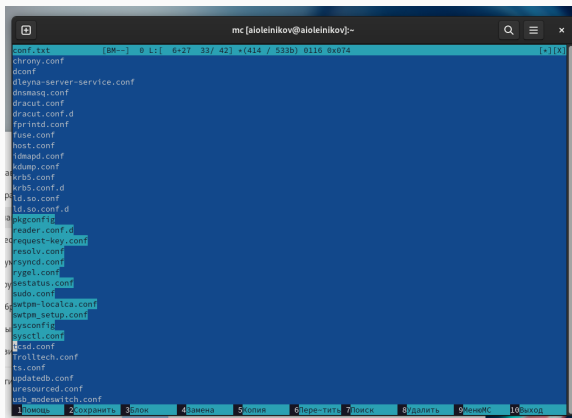 mc [aioleinikov@aioleinikov]:~
conf.txt [BM--] 0 L:[ 6+27 33/ 42] *(414 / 533b) 0116 0x074 [*][X]
chrony.conf
dconf
dleyna-server-service.conf
dnsmasq.conf
dracut.conf
dracut.conf.d
fprintd.conf
fuse.conf
host.conf
idmapd.conf
kdump.conf
krb5.conf
krb5.conf.d
ld.so.conf
ld.so.conf.d
pkgconfig
reader.conf.d
request-key.conf
resolv.conf
rsyncd.conf
rygel.conf
sestatus.conf
sudo.conf
swtpm-localca.conf
swtpm_setup.conf
sysconfig
sysctl.conf
tcsd.conf
Trolltech.conf
ts.conf
updatedb.conf
uresourced.conf
usb_modeswitch.conf
1Помощь 2Сохранить 3Блок 4Замена 5Копия 6Пере~тить 7Поиск 8Удалить 9МенюМС 10Выход